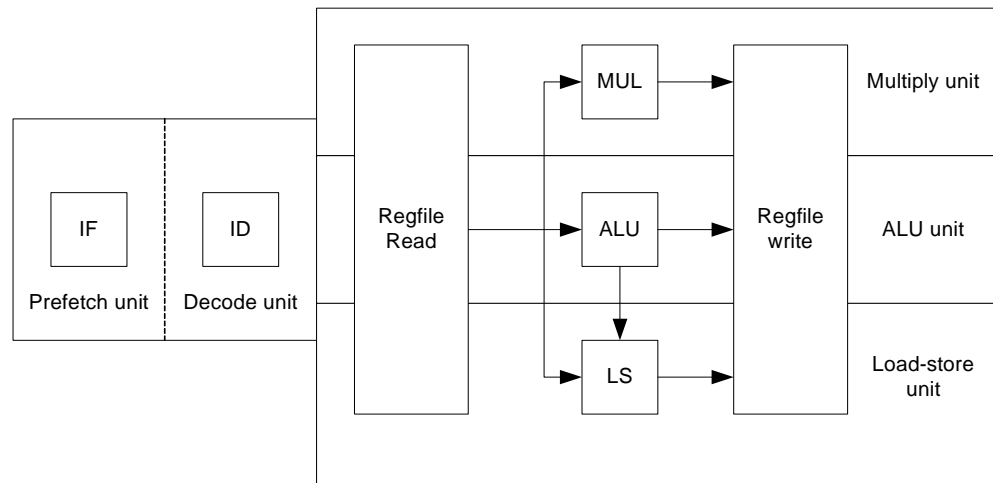 MUL
Multiply unit
IF
ID
Prefetch unit
Decode unit
Regfile
Read
ALU
Regfile
write
ALU unit
LS
Load-store
unit